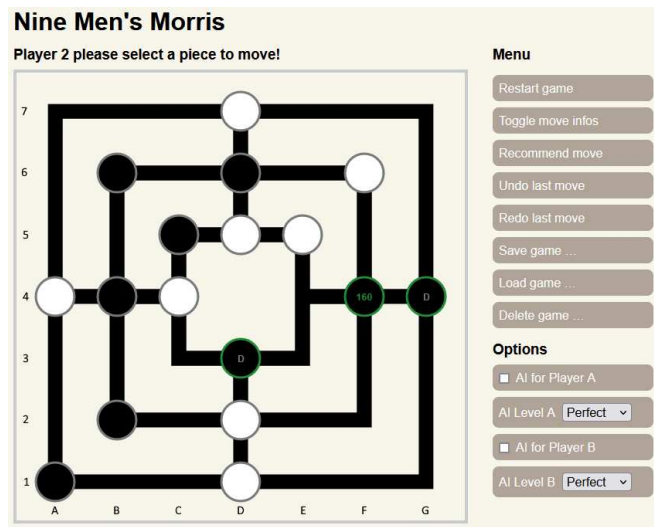 Nine Men's Morris
Player 2 please select a piece to move!
7
6
5
4
3
2
1
160
D
D
A B C D E F G
Menu
Restart game
Toggle move infos
Recommend move
Undo last move
Redo last move
Save game ...
Load game ...
Delete game ...
Options
AI for Player A
AI Level A Perfect
AI for Player B
AI Level B Perfect